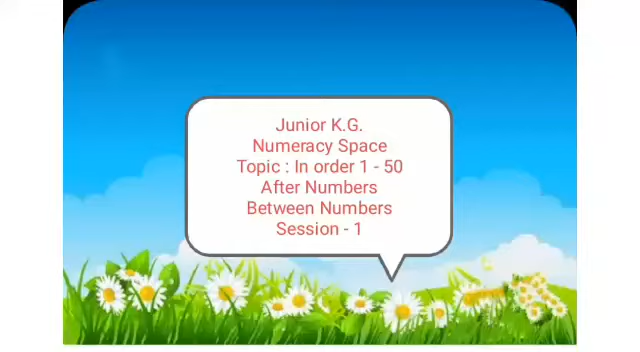 Junior K.G.
Numeracy Space
Topic : In order 1 - 50
After Numbers
Between Numbers
Session - 1